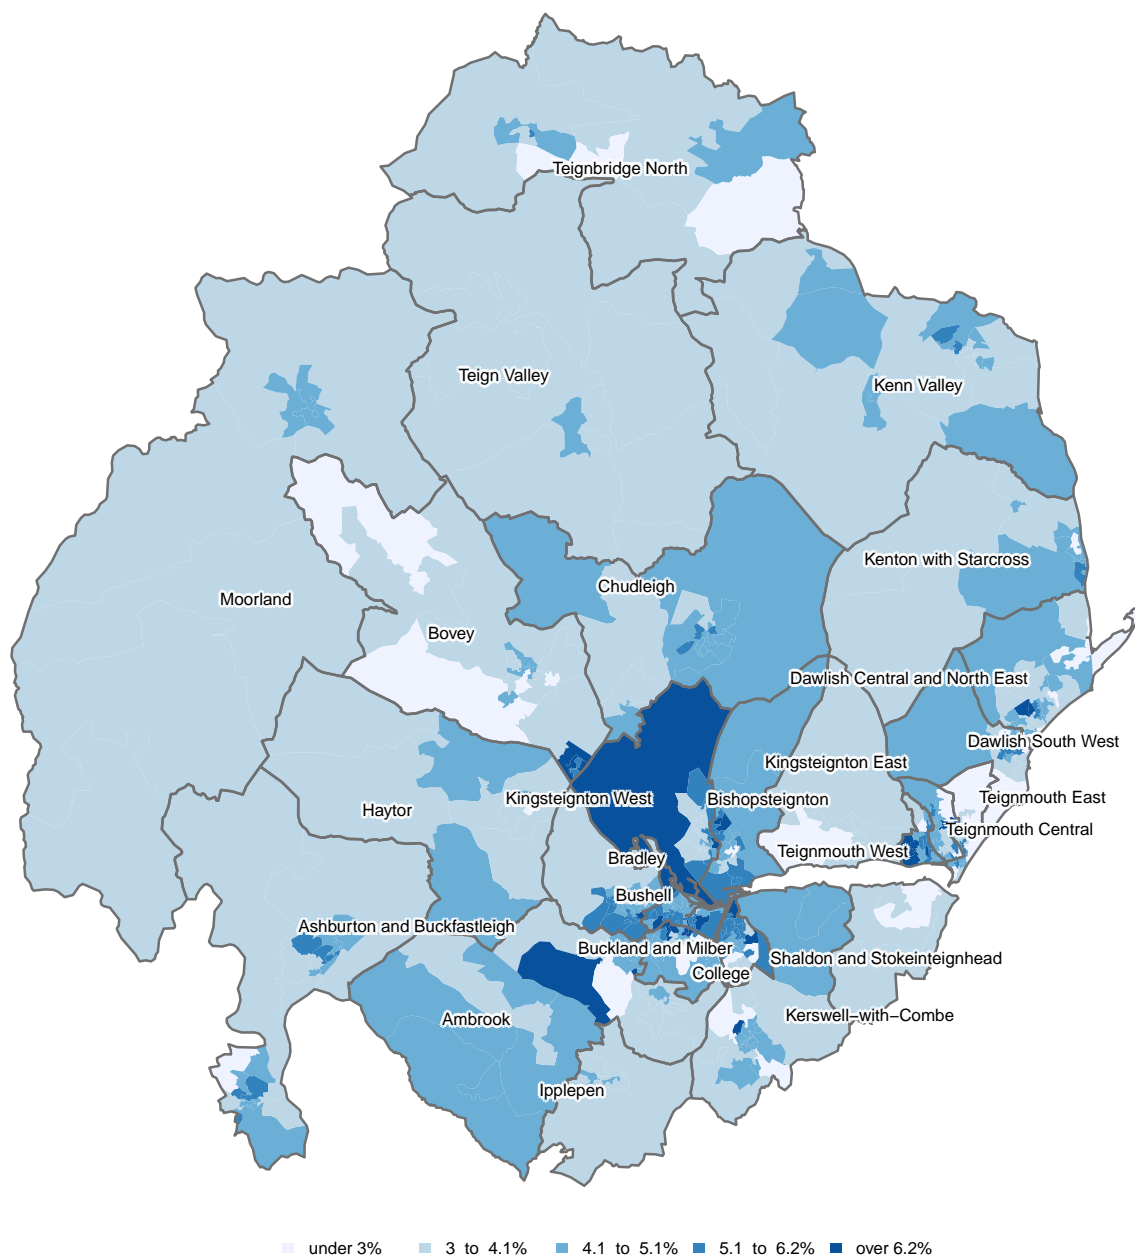 Teignbridge North
Teign Valley
Kenn Valley
Kenton with Starcross
Chudleigh
Moorland
Bovey
Dawlish Central and North East
Dawlish South West
Kingsteignton East
Teignmouth East
Kingsteignton West
Bishopsteignton
Haytor
Teignmouth Central
Teignmouth West
Bradley
Bushell
Ashburton and Buckfastleigh
Buckland and Milber
Shaldon and Stokeinteignhead
College
Kerswell−with−Combe
Ambrook
Ipplepen
under 3% 3 to 4.1% 4.1 to 5.1% 5.1 to 6.2% over 6.2%